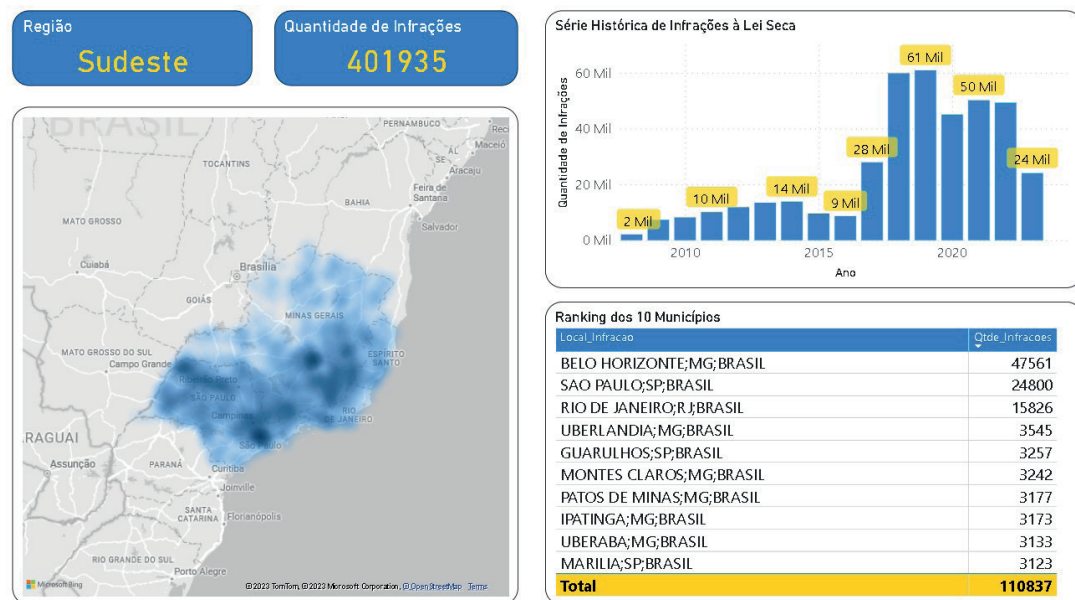 Região
Sudeste
Quantidade de Infrações
401935
BRASIL
PERNAMBUCO
Reci
Maceió
AL
SE
Aracaju
TOCANTINS
Feira de
Santana
BAHIA
Salvador
MATO GROSSO
Cuiabá
Brasília
GOIÁS
MINAS GERAIS
MATO GROSSO DO SUL
Campo Grande
ESPÍRITO
SANTO
Ribeirão Preto
SÃO PAULO
Campinas
RIO
DE JANEIRO
São Paulo
ARAGUAI
Assunção
PARANÁ
Curitiba
Joinville
SANTA
CATARINA
Florianópolis
RIO GRANDE DO SUL
Porto Alegre
Microsoft Bing
©2023 TomTom, ©2023 Microsoft Corporation, ©OpenStreetMap Terms
Série Histórica de Infrações à Lei Seca
Quantidade de Infrações
60 Mil
40 Mil
20 Mil
0 Mil
2 Mil
10 Mil
14 Mil
9 Mil
28 Mil
61 Mil
50 Mil
24 Mil
2010
2015
2020
Ano
Ranking dos 10 Municípios
Local_Infracao Qtde_Infracoes
BELO HORIZONTE;MG;BRASIL 47561
SAO PAULO;SP;BRASIL 24800
RIO DE JANEIRO;RJ;BRASIL 15826
UBERLANDIA;MG;BRASIL 3545
GUARULHOS;SP;BRASIL 3257
MONTES CLAROS;MG;BRASIL 3242
PATOS DE MINAS;MG;BRASIL 3177
IPATINGA;MG;BRASIL 3173
UBERABA;MG;BRASIL 3133
MARILIA;SP;BRASIL 3123
Total 110837